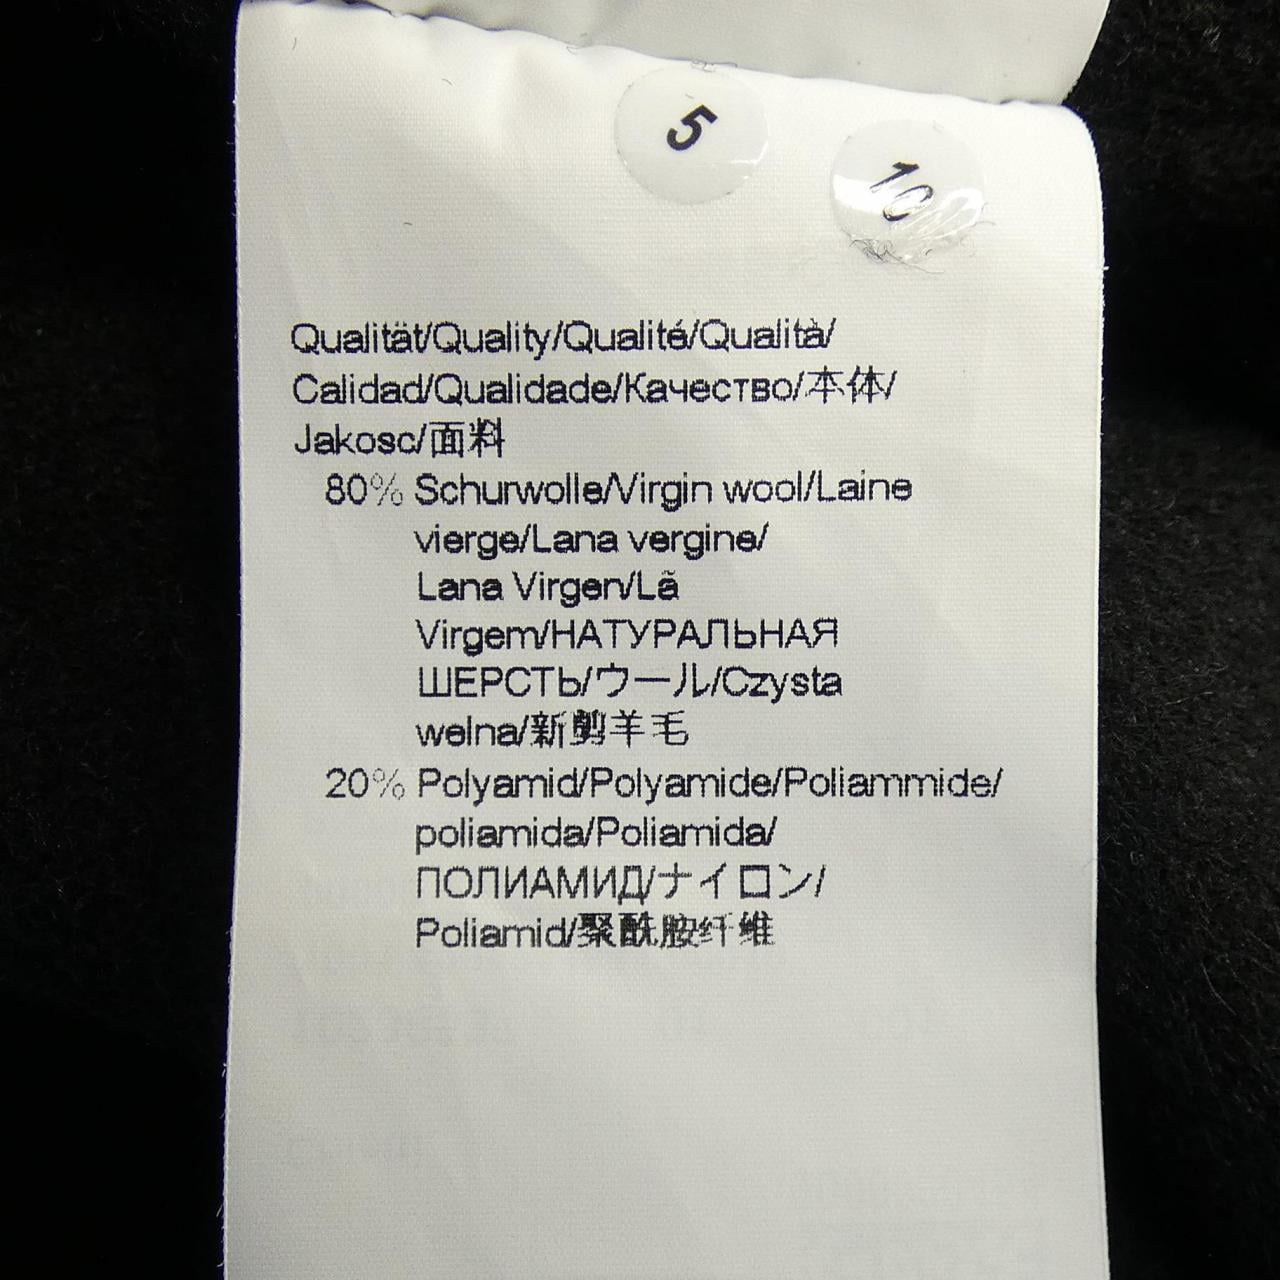 5
10
Qualität/Quality/Qualité/Qualità/
Calidad/Qualidade/Качество/本体/
Jakosc/面料
80% Schurwolle/Virgin wool/Laine
vierge/Lana vergine/
Lana Virgen/Lã
Virgem/НАТУРАЛЬНАЯ
ШЕРСТЬ/ウール/Czysta
welna/新剪羊毛
20% Polyamid/Polyamide/Poliammide/
poliamida/Poliamida/
ПОЛИАМИД/ナイロン/
Poliamid/聚酰胺纤维